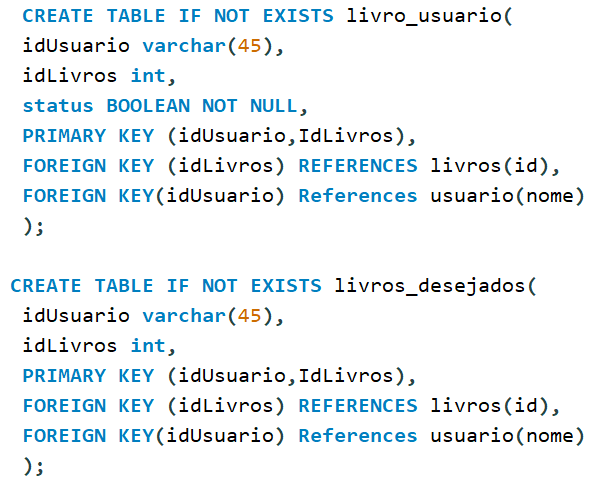 CREATE TABLE IF NOT EXISTS livro_usuario(
idUsuario varchar(45),
idLivros int,
status BOOLEAN NOT NULL,
PRIMARY KEY (idUsuario,IdLivros),
FOREIGN KEY (idLivros) REFERENCES livros(id),
FOREIGN KEY(idUsuario) References usuario(nome)
);
CREATE TABLE IF NOT EXISTS livros_desejados(
idUsuario varchar(45),
idLivros int,
PRIMARY KEY (idUsuario,IdLivros),
FOREIGN KEY (idLivros) REFERENCES livros(id),
FOREIGN KEY(idUsuario) References usuario(nome)
);